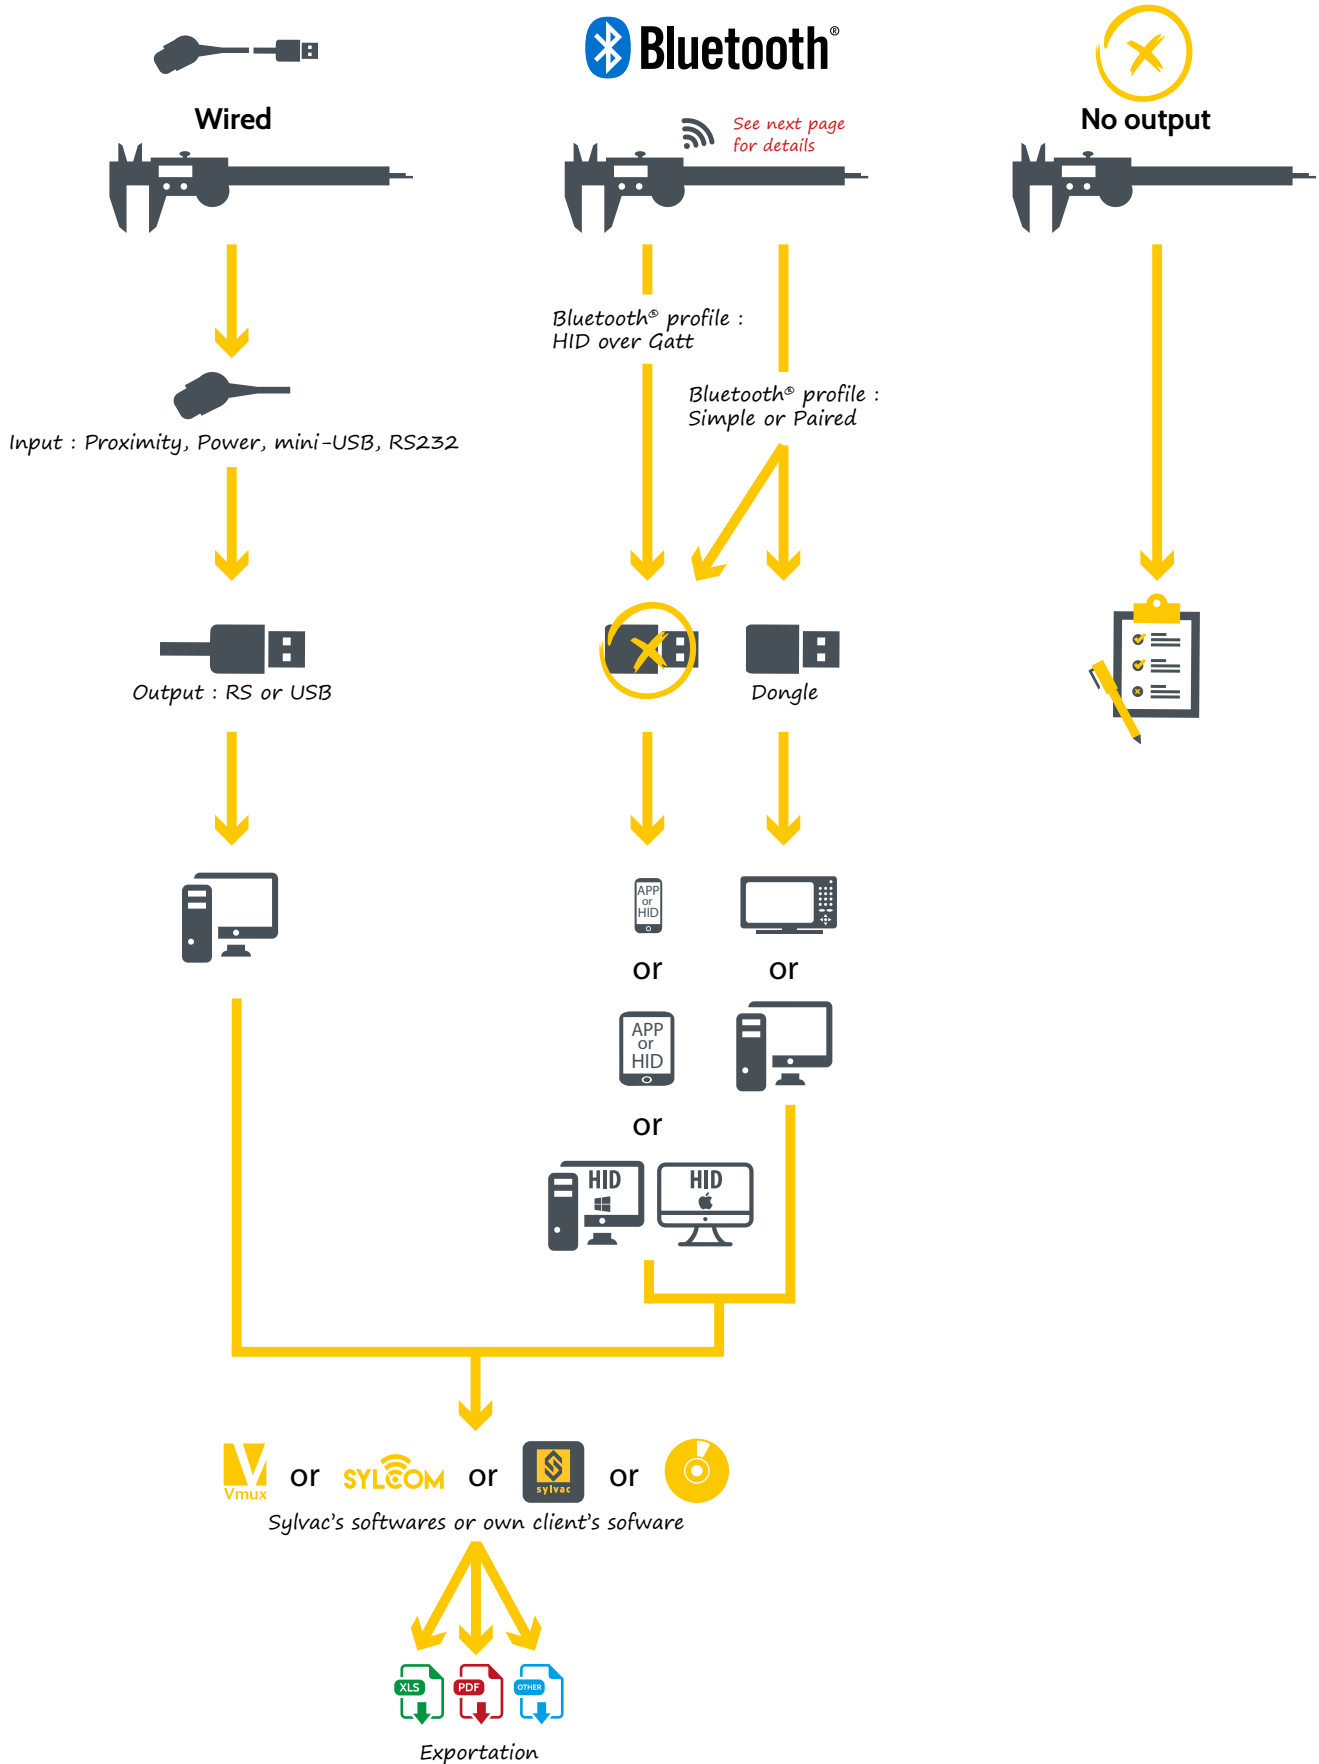 Bluetooth®
Wired
See next page
for details
No output
Bluetooth® profile :
HID over Gatt
Bluetooth® profile :
Simple or Paired
Input : Proximity, Power, mini-USB, RS232
Output : RS or USB
Dongle
APP
or
HID
or
or
APP
or
HID
or
HID
HID
Vmux
or
SYLCOM
or
sylvac
or
Sylvac's softwares or own client's sofware
XLS
PDF
OTHER
Exportation